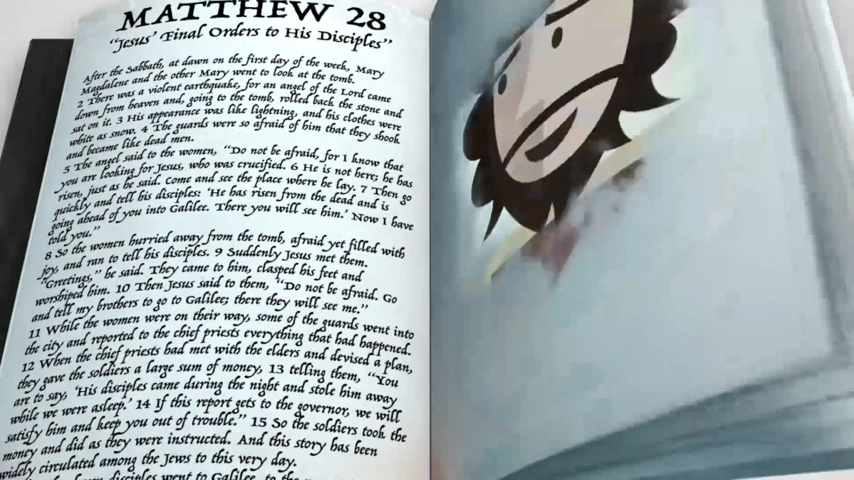 MATTHEW 28
"Jesus' Final Orders to His Disciples"
After the Sabbath, at dawn on the first day of the week, Mary
Magdalene and the other Mary went to look at the tomb.
2 There was a violent earthquake, for an angel of the Lord came
down from heaven and, going to the tomb, rolled back the stone and
sat on it. 3 His appearance was like lightning, and his clothes were
white as snow. 4 The guards were so afraid of him that they shook
and became like dead men.
5 The angel said to the women, "Do not be afraid, for I know that
you are looking for Jesus, who was crucified. 6 He is not here; he has
risen, just as he said. Come and see the place where he lay. 7 Then go
quickly and tell his disciples: 'He has risen from the dead and is
going ahead of you into Galilee. There you will see him.' Now I have
told you."
8 So the women hurried away from the tomb, afraid yet filled with
joy, and ran to tell his disciples. 9 Suddenly Jesus met them.
"Greetings," he said. They came to him, clasped his feet and
worshiped him. 10 Then Jesus said to them, "Do not be afraid. Go
and tell my brothers to go to Galilee; there they will see me."
11 While the women were on their way, some of the guards went into
the city and reported to the chief priests everything that had happened.
12 When the chief priests had met with the elders and devised a plan,
they gave the soldiers a large sum of money, 13 telling them, "You
are to say, 'His disciples came during the night and stole him away
while we were asleep.' 14 If this report gets to the governor, we will
satisfy him and keep you out of trouble." 15 So the soldiers took the
money and did as they were instructed. And this story has been
widely circulated among the Jews to this very day.
disciples went to Galilee, to the